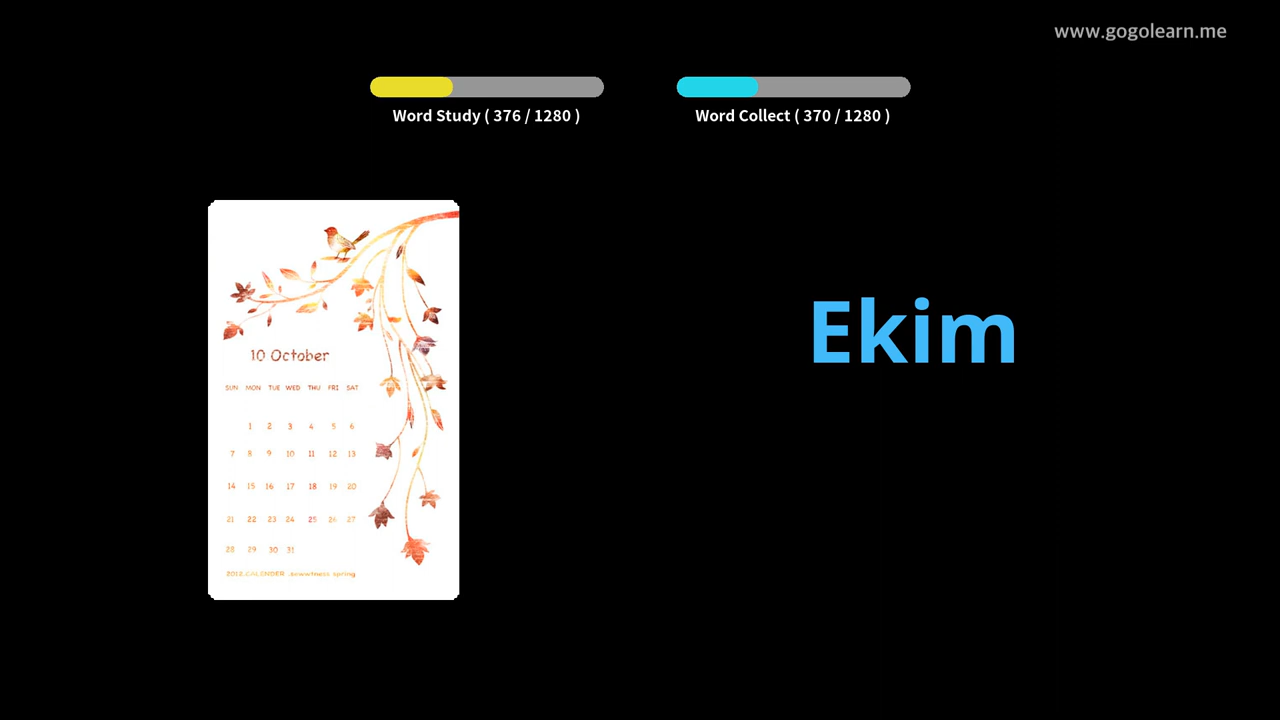 www.gogolearn.me
Word Study ( 376 / 1280 )
Word Collect ( 370 / 1280 )
10 October
SUN MON TUE WED THU FRI SAT
1 2 3 4 5 6
7 8 9 10 11 12 13
14 15 16 17 18 19 20
21 22 23 24 25 26 27
28 29 30 31
2012.CALENDER
spring
Ekim